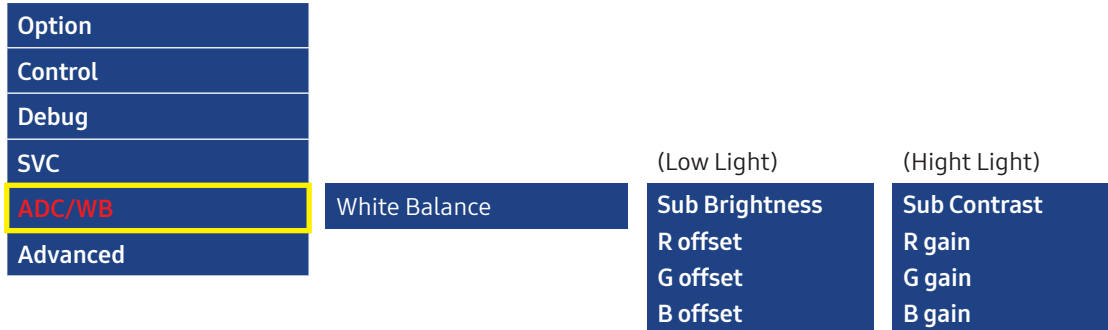 Option
Control
Debug
SVC
ADC/WB
Advanced
White Balance
(Low Light)
Sub Brightness
R offset
G offset
B offset
(Hight Light)
Sub Contrast
R gain
G gain
B gain